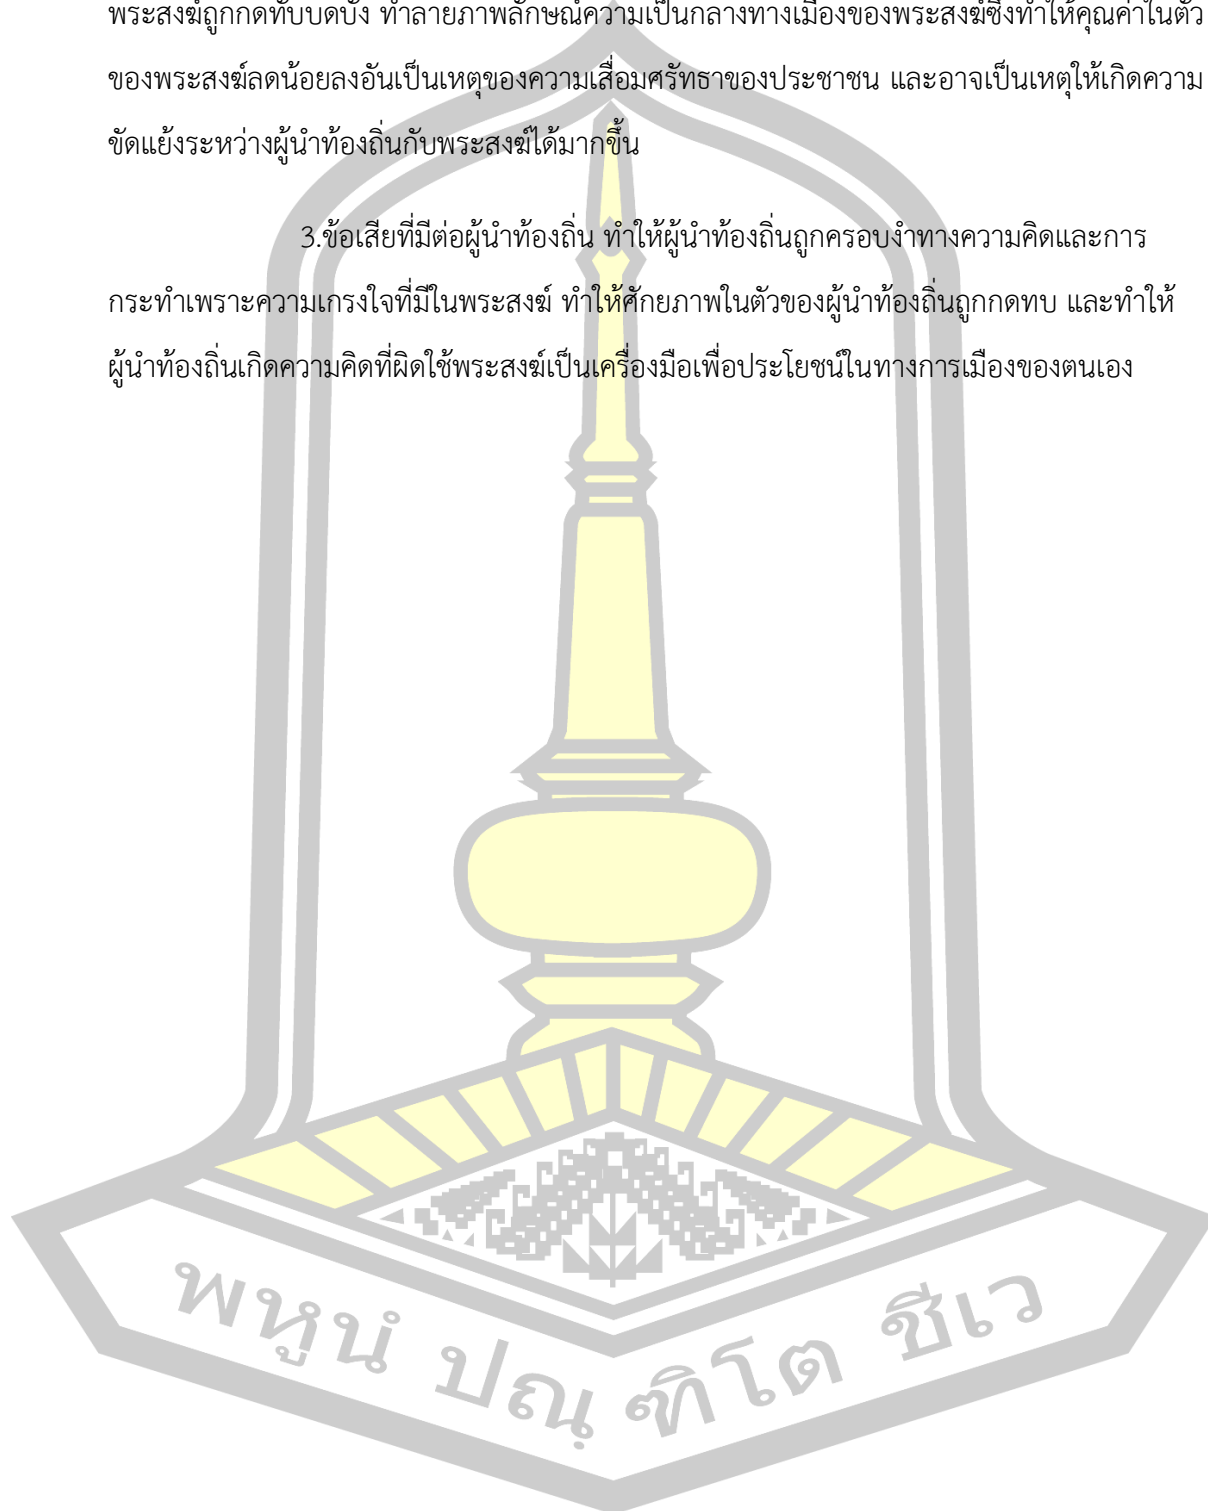 พระสงฆ์ถูกกดทับบดบัง ทำลายภาพลักษณ์ความเป็นกลางทางเมืองของพระสงฆ์ซึ่งทำให้คุณค่าในตัว
ของพระสงฆ์ลดน้อยลงอันเป็นเหตุของความเสื่อมศรัทธาของประชาชน และอาจเป็นเหตุให้เกิดความ
ขัดแย้งระหว่างผู้นำท้องถิ่นกับพระสงฆ์ได้มากขึ้น
3.ข้อเสียที่มีต่อผู้นำท้องถิ่น ทำให้ผู้นำท้องถิ่นถูกครอบงำทางความคิดและการ
กระทำเพราะความเกรงใจที่มีในพระสงฆ์ ทำให้ศักยภาพในตัวของผู้นำท้องถิ่นถูกกดทบ และทำให้
ผู้นำท้องถิ่นเกิดความคิดที่ผิดใช้พระสงฆ์เป็นเครื่องมือเพื่อประโยชน์ในทางการเมืองของตนเอง
พหูนํ ปณฺ ฑิโต ชีเว